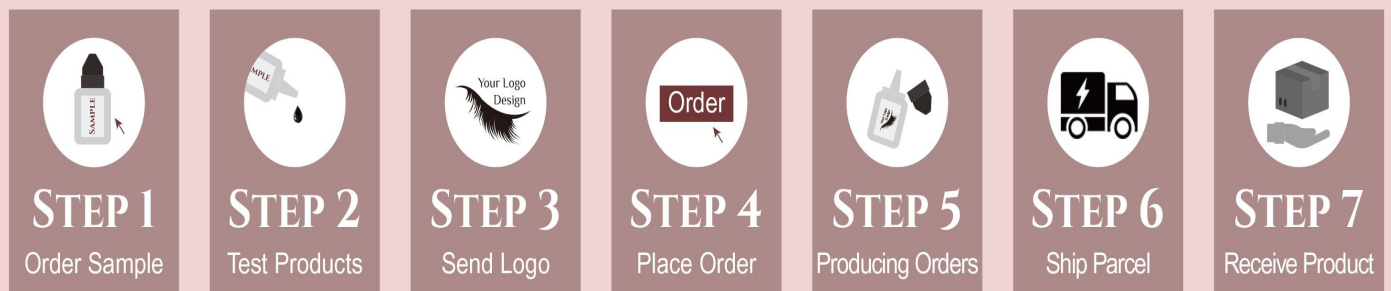 SAMPLE
STEP 1
Order Sample
MPLE
STEP 2
Test Products
Your Logo
Design
STEP 3
Send Logo
Order
STEP 4
Place Order
STEP 5
Producing Orders
STEP 6
Ship Parcel
STEP 7
Receive Product